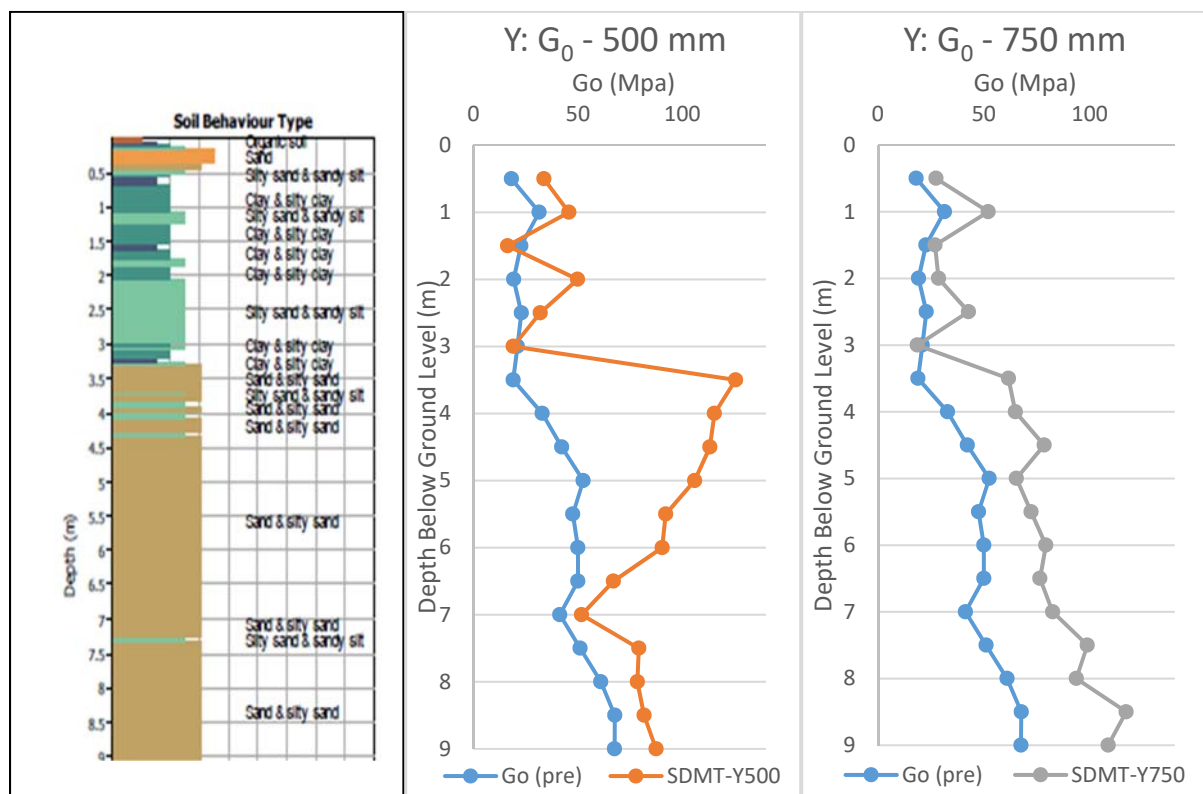 Soil Behaviour Type
Organic soil
Sand
Silty sand & sandy silt
Clay & silty clay
Silty sand & sandy silt
Clay & silty clay
Clay & silty clay
Clay & silty clay
Silty sand & sandy silt
Clay & silty clay
Clay & silty clay
Sand & silty sand
Silty sand & sandy silt
Sand & silty sand
Sand & silty sand
Sand & silty sand
Sand & silty sand
Silty sand & sandy silt
Sand & silty sand
0.5
1
1.5
2
2.5
3
3.5
4
4.5
5
5.5
6
6.5
7
7.5
8
8.5
9
Depth (m)
Y: G0 - 500 mm
Go (Mpa)
0 50 100
0
1
2
3
4
5
6
7
8
9
Depth Below Ground Level (m)
Go (pre) SDMT-Y500
Y: G0 - 750 mm
Go (Mpa)
0 50 100
0
1
2
3
4
5
6
7
8
9
Depth Below Ground Level (m)
Go (pre) SDMT-Y750